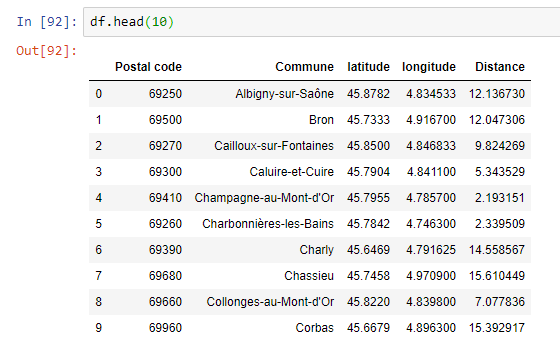 In [92]: df.head(10)
Out[92]:
Postal code Commune latitude longitude Distance
0 69250 Albigny-sur-Saône 45.8782 4.834533 12.136730
1 69500 Bron 45.7333 4.916700 12.047306
2 69270 Cailloux-sur-Fontaines 45.8500 4.846833 9.824269
3 69300 Caluire-et-Cuire 45.7904 4.841100 5.343529
4 69410 Champagne-au-Mont-d'Or 45.7955 4.785700 2.193151
5 69260 Charbonnières-les-Bains 45.7842 4.746300 2.339509
6 69390 Charly 45.6469 4.791625 14.558567
7 69680 Chassieu 45.7458 4.970900 15.610449
8 69660 Collonges-au-Mont-d'Or 45.8220 4.839800 7.077836
9 69960 Corbas 45.6679 4.896300 15.392917